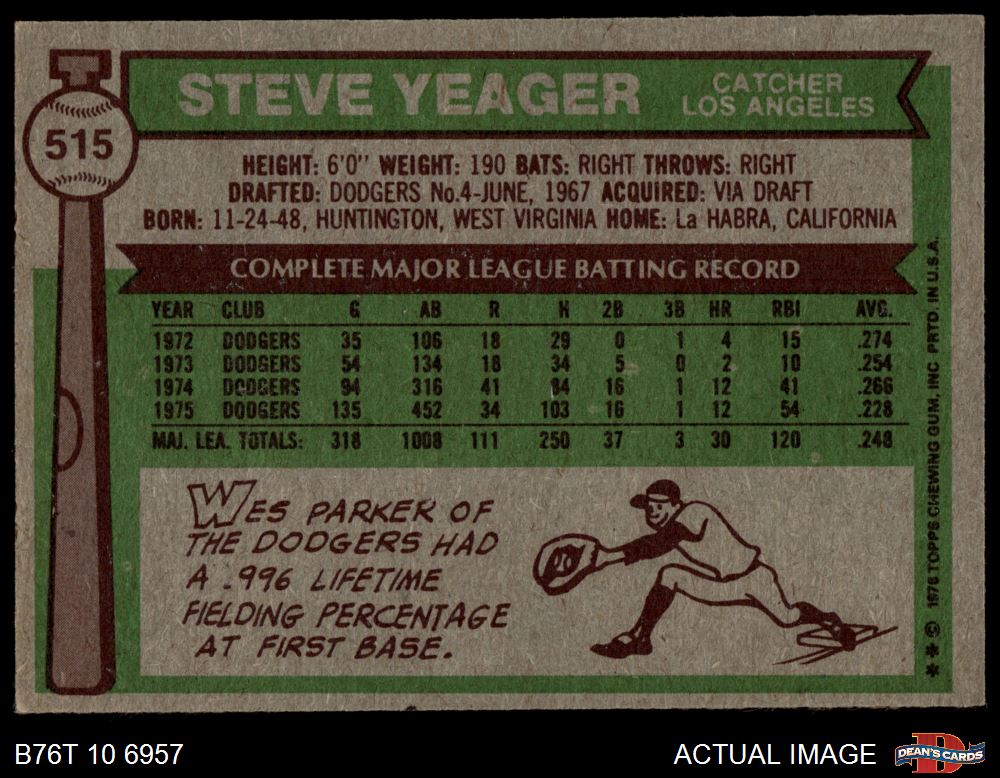 515
STEVE YEAGER
CATCHER
LOS ANGELES
HEIGHT: 6'0" WEIGHT: 190 BATS: RIGHT THROWS: RIGHT
DRAFTED: DODGERS No.4-JUNE, 1967 ACQUIRED: VIA DRAFT
BORN: 11-24-48, HUNTINGTON, WEST VIRGINIA HOME: La HABRA, CALIFORNIA
COMPLETE MAJOR LEAGUE BATTING RECORD
YEAR CLUB G AB R H 2B 3B HR RBI AVG.
1972 DODGERS 35 106 18 29 0 1 4 15 .274
1973 DODGERS 54 134 18 34 5 0 2 10 .254
1974 DODGERS 94 316 41 84 16 1 12 41 .266
1975 DODGERS 135 452 34 103 16 1 12 54 .228
MAJ. LEA. TOTALS: 318 1008 111 250 37 3 30 120 .248
WES PARKER OF
THE DODGERS HAD
A .996 LIFETIME
FIELDING PERCENTAGE
AT FIRST BASE.
** © 1976 TOPPS CHEWING GUM, INC PRTD. IN U.S.A.
B76T 10 6957
ACTUAL IMAGE
DEAN'S CARDS